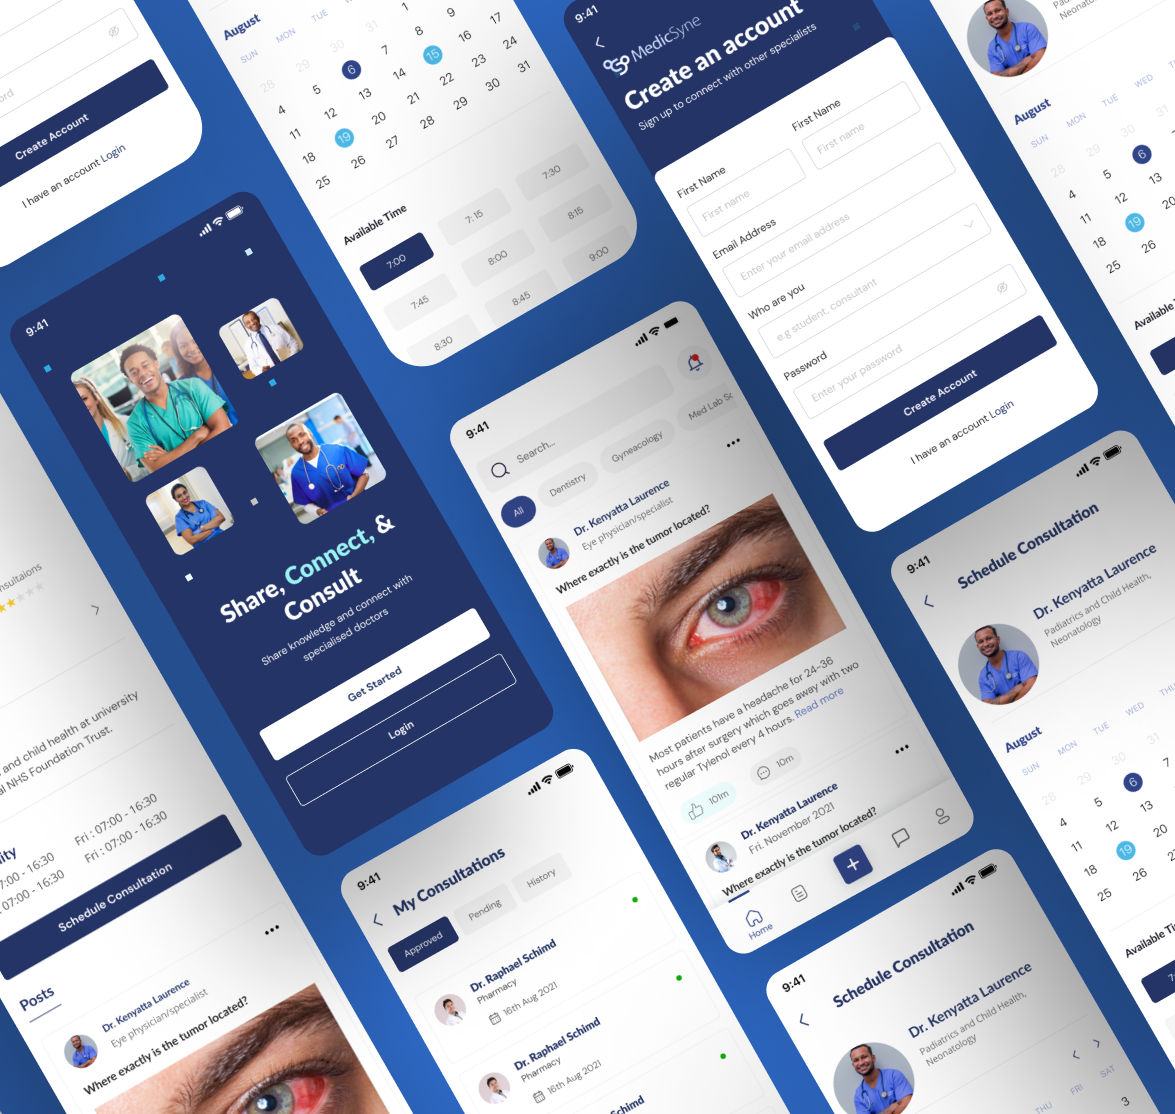 Create Account
I have an account Login
August
SUN
MON
TUE
28
29
30
31
1
4
5
6
7
8
9
11
12
13
14
15
16
17
18
19
20
21
22
23
24
25
26
27
28
29
30
31
Available Time
7:00
7:15
7:30
7:45
8:00
8:15
8:30
8:45
9:00
9:41
MedicSyne
Create an account
Sign up to connect with other specialists
First Name
First Name
First name
First name
Email Address
Enter your email address
Who are you
e.g student, consultant
Password
Enter your password
Create Account
I have an account Login
Neonatology
August
SUN
MON
TUE
WED
28
29
30
31
4
5
6
11
12
13
18
19
20
25
26
9:41
Share, Connect, &
Consult
Share knowledge and connect with
specialised doctors
Get Started
Login
and child health at university
NHS Foundation Trust.
07:00 - 16:30
Fri : 07:00 - 16:30
07:00 - 16:30
Fri : 07:00 - 16:30
Schedule Consultation
Posts
Dr. Kenyatta Laurence
Eye physician/specialist
Where exactly is the tumor located?
9:41
Search...
All
Dentistry
Gyneacology
Med Lab Sc
Dr. Kenyatta Laurence
Eye physician/specialist
Where exactly is the tumor located?
Most patients have a headache for 24-36
hours after surgery which goes away with two
regular Tylenol every 4 hours. Read more
101m
10m
Dr. Kenyatta Laurence
Fri. November 2021
Where exactly is the tumor located?
Home
9:41
My Consultations
Approved
Pending
History
Dr. Raphael Schimd
Pharmacy
16th Aug 2021
Dr. Raphael Schimd
Pharmacy
16th Aug 2021
Schimd
9:41
Schedule Consultation
Dr. Kenyatta Laurence
Padiatrics and Child Health,
Neonatology
August
SUN
MON
TUE
WED
THU
28
29
30
31
4
5
6
7
11
12
13
18
19
20
25
26
Available
9:41
Schedule Consultation
Dr. Kenyatta Laurence
Padiatrics and Child Health,
Neonatology
THU
FRI
SAT
3